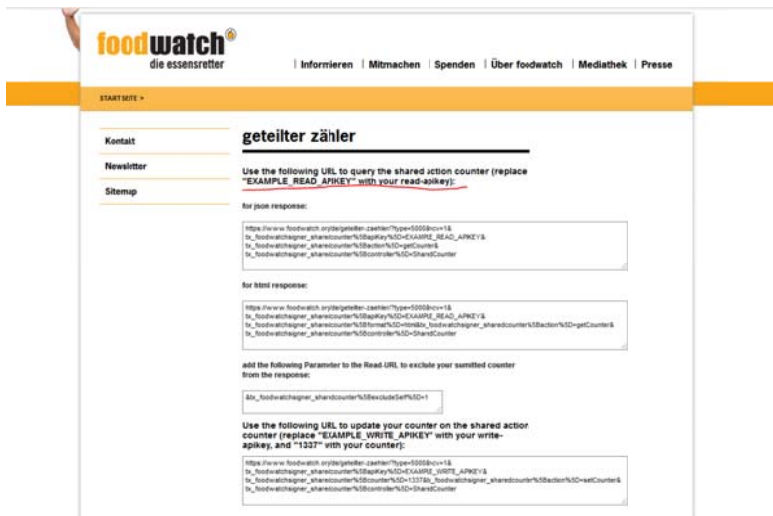 foodwatch®
die essensretter
| Informieren | Mitmachen | Spenden | Über foodwatch | Mediathek | Presse
STARTSEITE >
Kontakt
Newsletter
Sitemap
geteilter zähler
Use the following URL to query the shared action counter (replace
"EXAMPLE_READ_APIKEY" with your read-apikey):
for json response:
https://www.foodwatch.org/de/geteilter-zaehler/?type=5000&ncv=1&
tx_foodwatchsigner_sharedcounter%5BapiKey%5D=EXAMPLE_READ_APIKEY&
tx_foodwatchsigner_sharedcounter%5Baction%5D=getCounter&
tx_foodwatchsigner_sharedcounter%5Bcontroller%5D=SharedCounter
for html response:
https://www.foodwatch.org/de/geteilter-zaehler/?type=5000&ncv=1&
tx_foodwatchsigner_sharedcounter%5BapiKey%5D=EXAMPLE_READ_APIKEY&
tx_foodwatchsigner_sharedcounter%5Bformat%5D=html&tx_foodwatchsigner_sharedcounter%5Baction%5D=getCounter&
tx_foodwatchsigner_sharedcounter%5Bcontroller%5D=SharedCounter
add the following Parameter to the Read-URL to exclute your sumitted counter
from the response:
&tx_foodwatchsigner_sharedcounter%5BexcludeSelf%5D=1
Use the following URL to update your counter on the shared action
counter (replace "EXAMPLE_WRITE_APIKEY" with your write-
apikey, and "1337" with your counter):
https://www.foodwatch.org/de/geteilter-zaehler/?type=5000&ncv=1&
tx_foodwatchsigner_sharedcounter%5BapiKey%5D=EXAMPLE_WRITE_APIKEY&
tx_foodwatchsigner_sharedcounter%5Bcounter%5D=1337&tx_foodwatchsigner_sharedcounter%5Baction%5D=setCounter&
tx_foodwatchsigner_sharedcounter%5Bcontroller%5D=SharedCounter